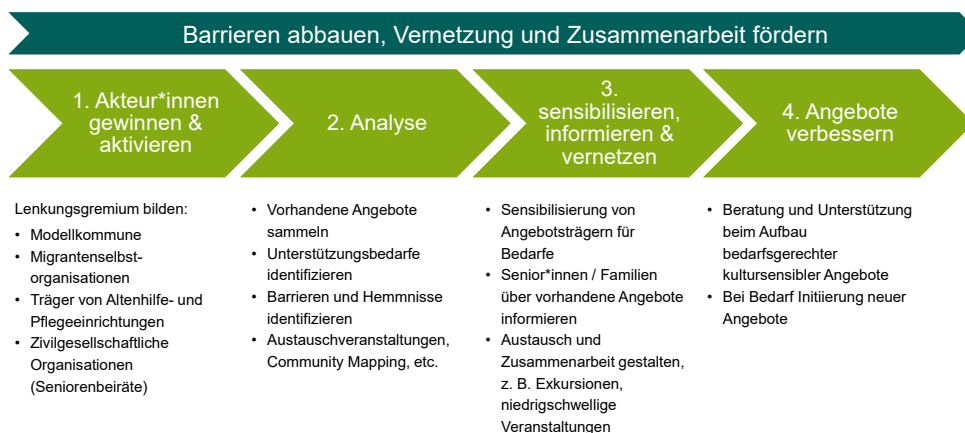 Barrieren abbauen, Vernetzung und Zusammenarbeit fördern
1. Akteur*innen
gewinnen &
aktivieren
2. Analyse
3.
sensibilisieren,
informieren &
vernetzen
4. Angebote
verbessern
Lenkungsgremium bilden:
• Modellkommune
• Migrantenselbst-
organisationen
• Träger von Altenhilfe- und
Pflegeeinrichtungen
• Zivilgesellschaftliche
Organisationen
(Seniorenbeiräte)
• Vorhandene Angebote
sammeln
• Unterstützungsbedarfe
identifizieren
• Barrieren und Hemmnisse
identifizieren
• Austauschveranstaltungen,
Community Mapping, etc.
• Sensibilisierung von
Angebotsträgern für
Bedarfe
• Senior*innen / Familien
über vorhandene Angebote
informieren
• Austausch und
Zusammenarbeit gestalten,
z. B. Exkursionen,
niedrigschwellige
Veranstaltungen
• Beratung und Unterstützung
beim Aufbau
bedarfsgerechter
kultursensibler Angebote
• Bei Bedarf Initiierung neuer
Angebote